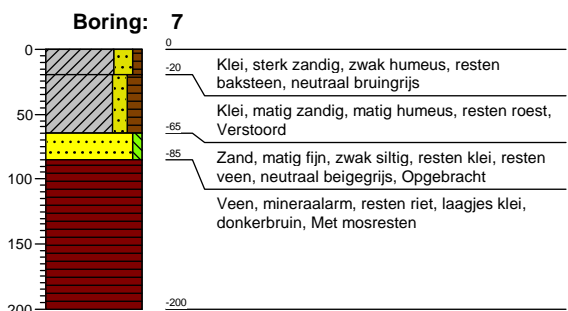 Boring: 7
0
50
100
150
200
0
-20
Klei, sterk zandig, zwak humeus, resten
baksteen, neutraal bruingrijs
-65
Klei, matig zandig, matig humeus, resten roest,
Verstoord
-85
Zand, matig fijn, zwak siltig, resten klei, resten
veen, neutraal beigegrijs, Opgebracht
Veen, mineraalarm, resten riet, laagjes klei,
donkerbruin, Met mosresten
-200